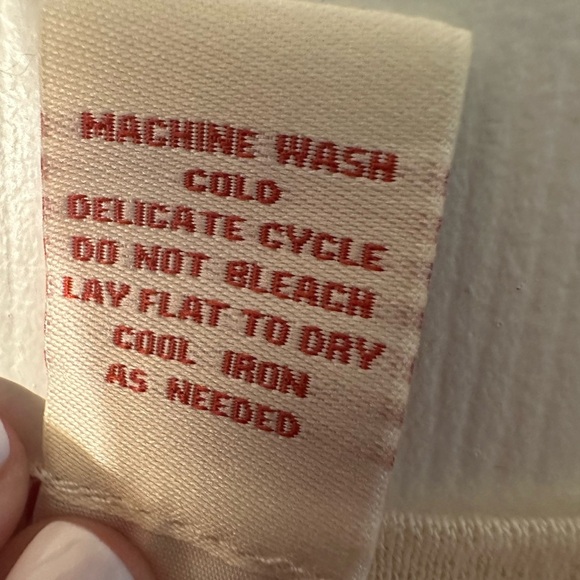 MACHINE WASH
COLD
DELICATE CYCLE
DO NOT BLEACH
LAY FLAT TO DRY
COOL IRON
AS NEEDED